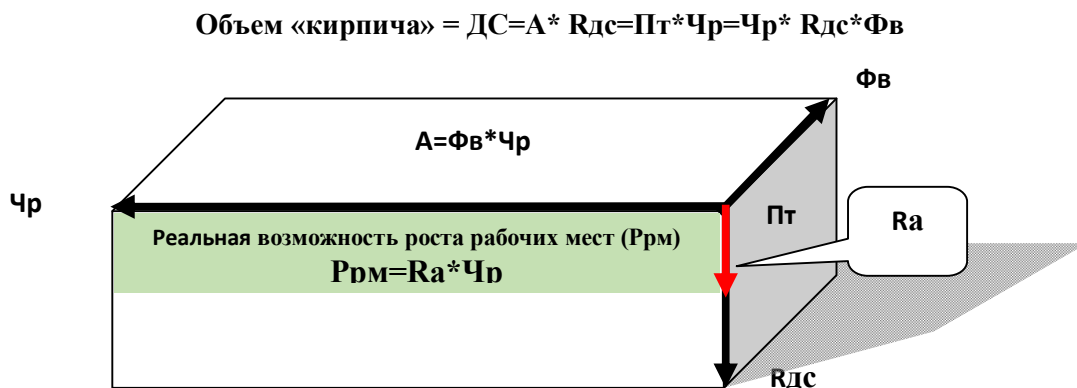 Объем «кирпича» = ДС=А* Rдс=Пт*Чр=Чр* Rдс*Фв
Фв
А=Фв*Чр
Чр
Пт
Ra
Реальная возможность роста рабочих мест (Ррм)
Ррм=Ra*Чр
Rдс